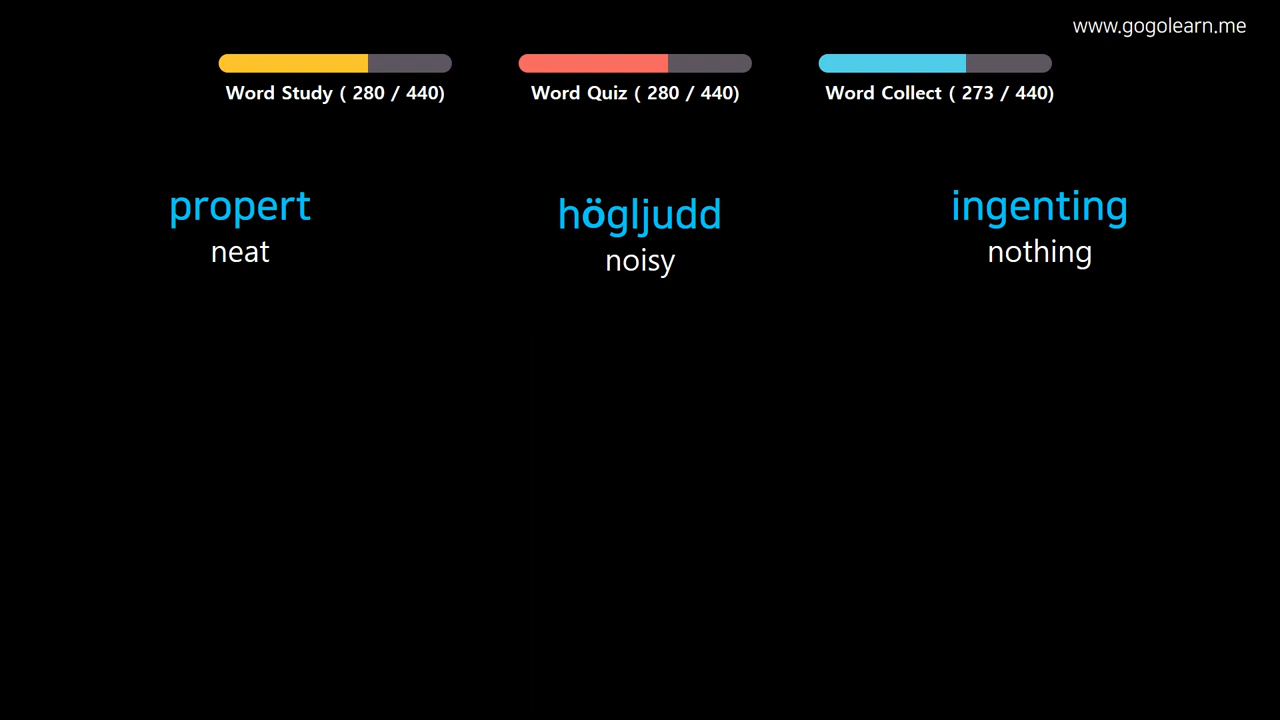 www.gogolearn.me
Word Study ( 280 / 440)
Word Quiz ( 280 / 440)
Word Collect ( 273 / 440)
propert
neat
högljudd
noisy
ingenting
nothing